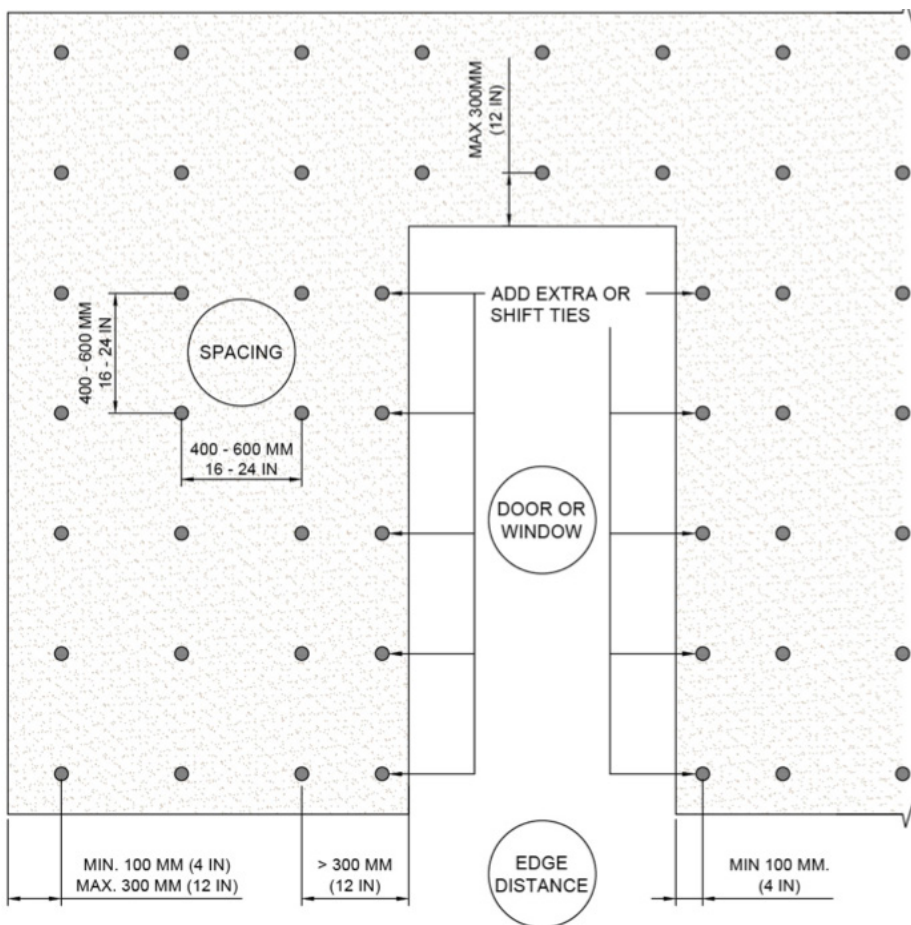 MAX 300MM
(12 IN)
ADD EXTRA OR
SHIFT TIES
400 - 600 MM
16 - 24 IN
SPACING
400 - 600 MM
16 - 24 IN
DOOR OR
WINDOW
MIN. 100 MM (4 IN)
MAX. 300 MM (12 IN)
> 300 MM
(12 IN)
EDGE
DISTANCE
MIN 100 MM.
(4 IN)